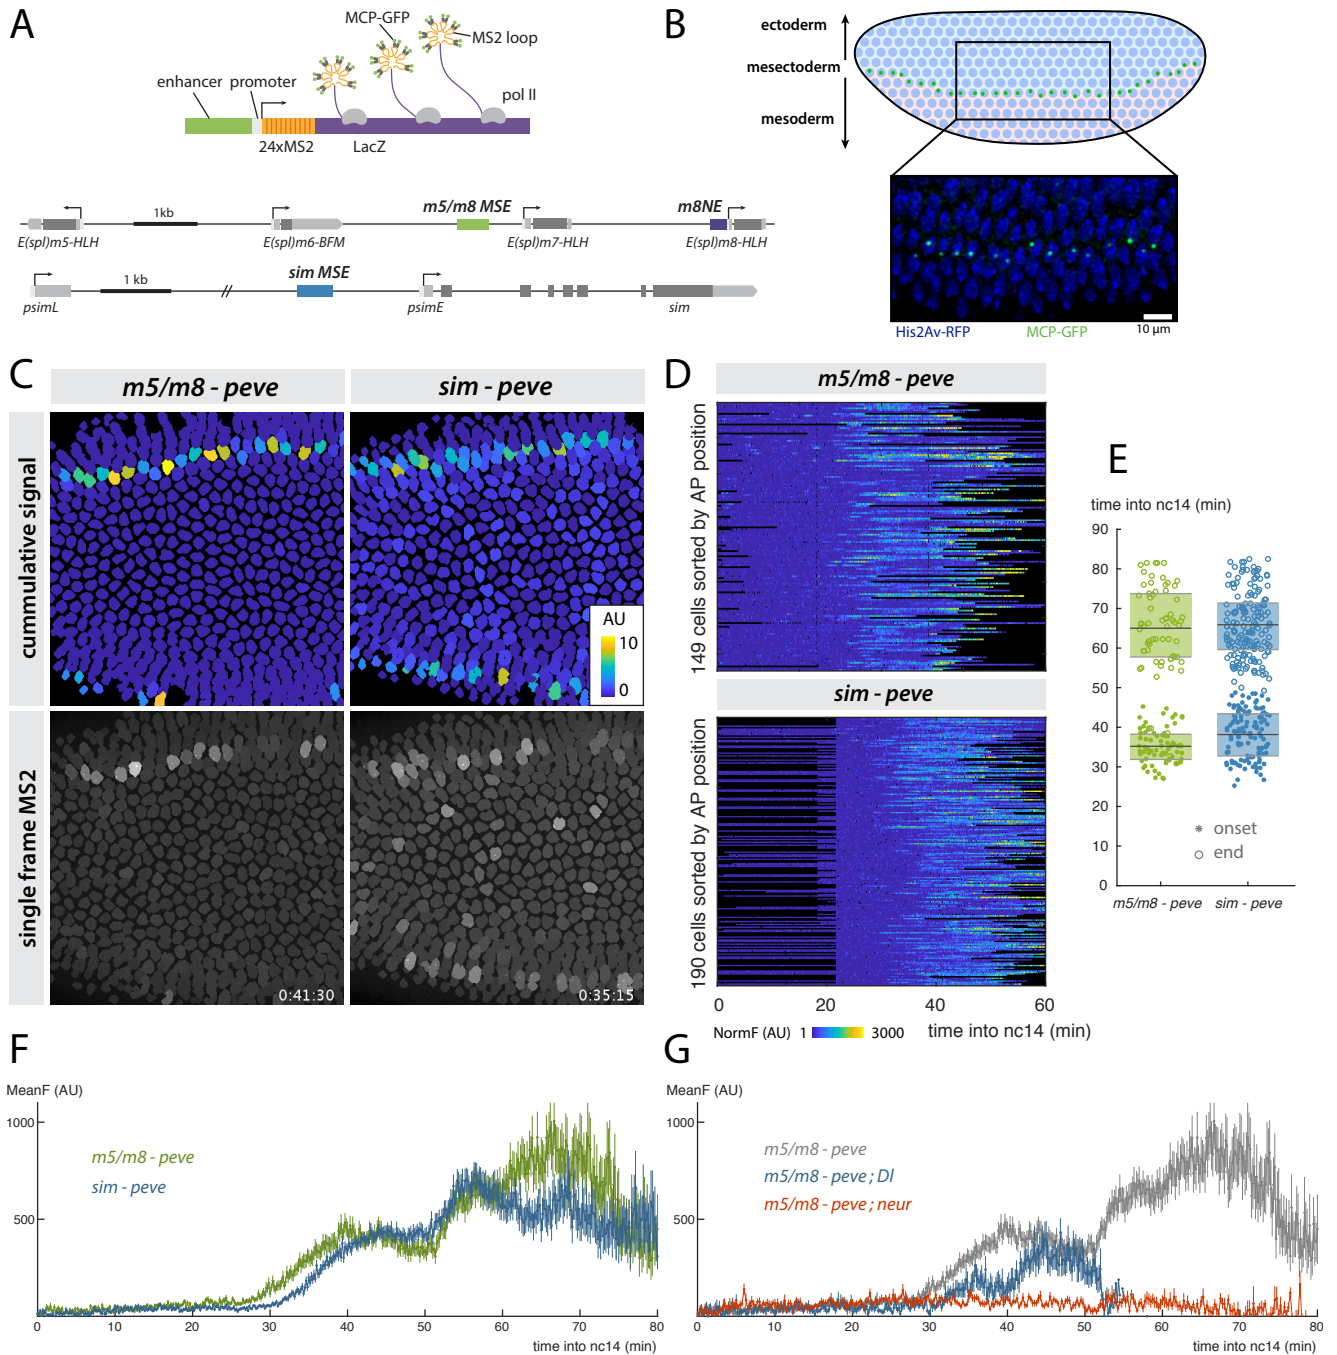 A
MCP-GFP
MS2 loop
enhancer promoter
pol II
24xMS2
LacZ
1kb
m5/m8 MSE
m8NE
E(spl)m5-HLH
E(spl)m6-BFM
E(spl)m7-HLH
E(spl)m8-HLH
1 kb
sim MSE
psimL
psimE
sim
B
ectoderm
mesectoderm
mesoderm
His2Av-RFP
MCP-GFP
10 µm
C
m5/m8 - peve
sim - peve
cummulative signal
AU
10
0
single frame MS2
0:41:30
0:35:15
D
m5/m8 - peve
149 cells sorted by AP position
sim - peve
190 cells sorted by AP position
0
20
40
60
NormF (AU) 1
3000
time into nc14 (min)
E
time into nc14 (min)
90
80
70
60
50
40
30
20
10
0
onset
end
m5/m8 - peve
sim - peve
F
MeanF (AU)
1000
500
m5/m8 - peve
sim - peve
0 10 20 30 40 50 60 70 80
time into nc14 (min)
G
MeanF (AU)
1000
500
m5/m8 - peve
m5/m8 - peve ; Dl
m5/m8 - peve ; neur
0 10 20 30 40 50 60 70 80
time into nc14 (min)